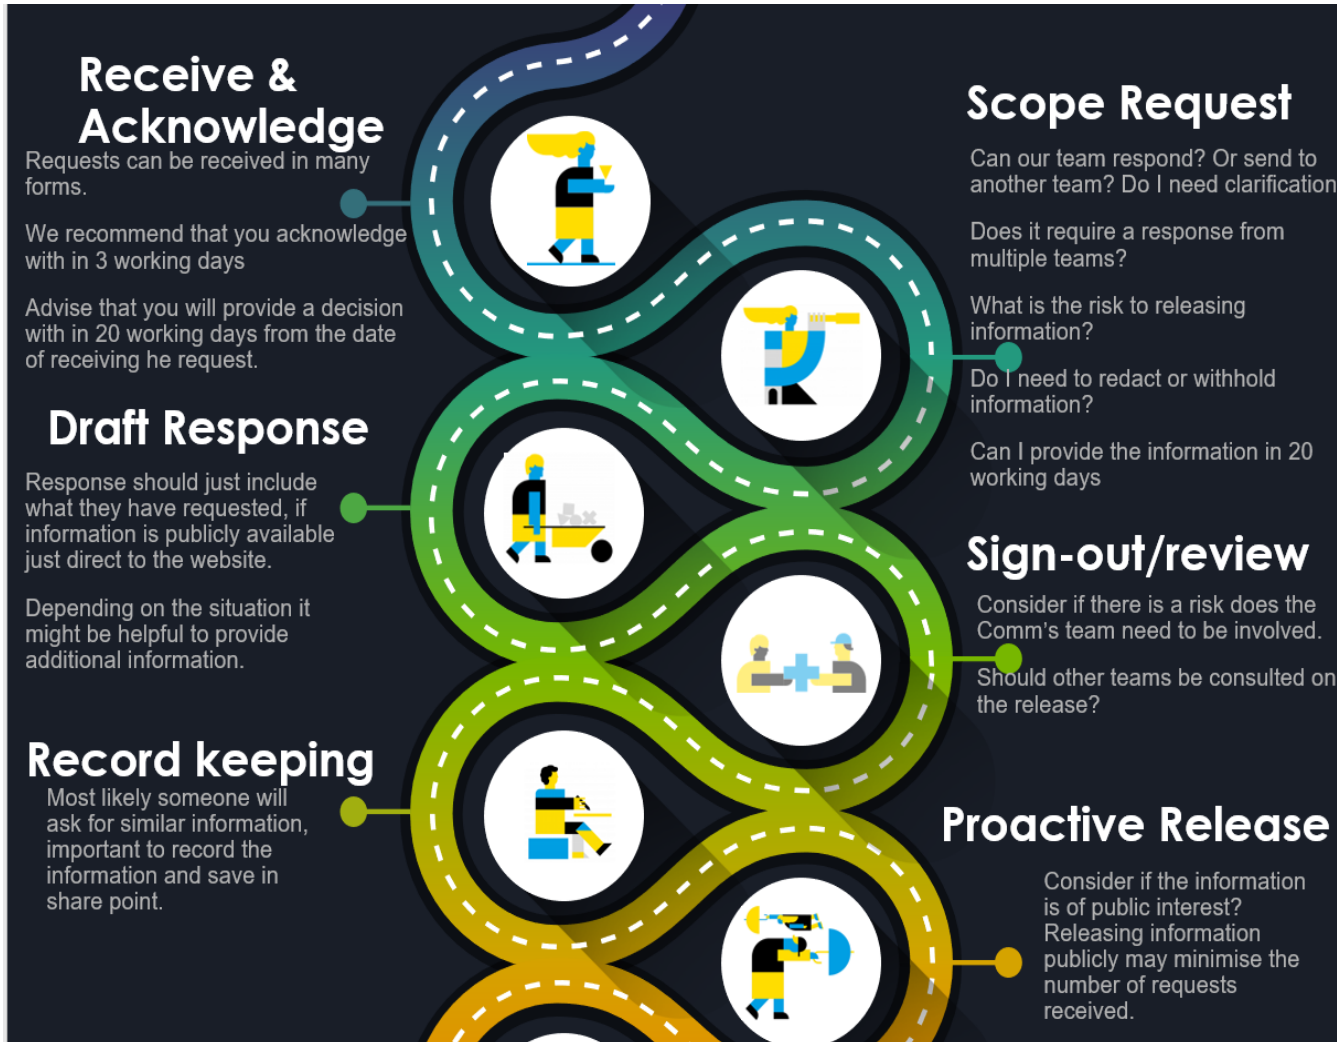 Receive &
Acknowledge
Requests can be received in many
forms.
We recommend that you acknowledge
with in 3 working days
Advise that you will provide a decision
with in 20 working days from the date
of receiving he request.
Scope Request
Can our team respond? Or send to
another team? Do I need clarification
Does it require a response from
multiple teams?
What is the risk to releasing
information?
Do I need to redact or withhold
information?
Can I provide the information in 20
working days
Draft Response
Response should just include
what they have requested, if
information is publicly available
just direct to the website.
Depending on the situation it
might be helpful to provide
additional information.
Sign-out/review
Consider if there is a risk does the
Comm's team need to be involved.
Should other teams be consulted on
the release?
Record keeping
Most likely someone will
ask for similar information,
important to record the
information and save in
share point.
Proactive Release
Consider if the information
is of public interest?
Releasing information
publicly may minimise the
number of requests
received.